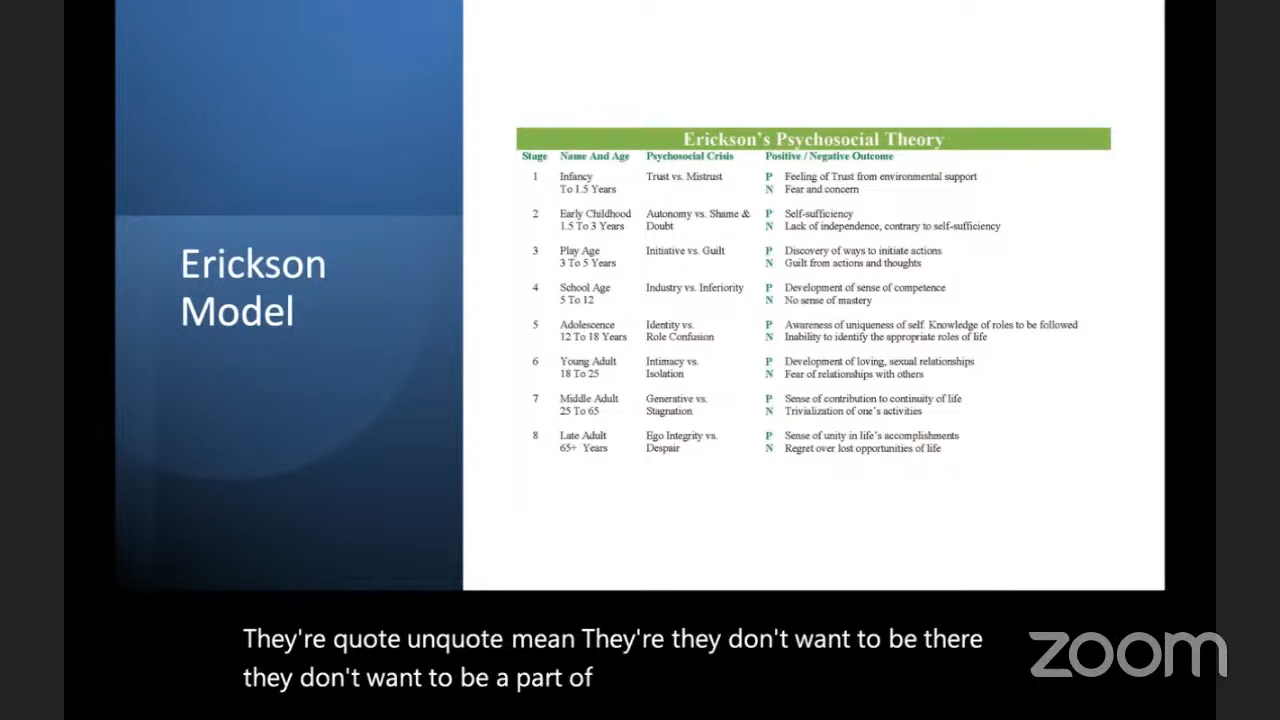 Erickson
Model
Erickson's Psychosocial Theory
Stage Name And Age Psychosocial Crisis Positive / Negative Outcome
1 Infancy Trust vs. Mistrust P Feeling of Trust from environmental support
To 1.5 Years N Fear and concern
2 Early Childhood Autonomy vs. Shame & P Self-sufficiency
1.5 To 3 Years Doubt N Lack of independence, contrary to self-sufficiency
3 Play Age Initiative vs. Guilt P Discovery of ways to initiate actions
3 To 5 Years N Guilt from actions and thoughts
4 School Age Industry vs. Inferiority P Development of sense of competence
5 To 12 N No sense of mastery
5 Adolescence Identity vs. P Awareness of uniqueness of self. Knowledge of roles to be followed
12 To 18 Years Role Confusion N Inability to identify the appropriate roles of life
6 Young Adult Intimacy vs. P Development of loving, sexual relationships
18 To 25 Isolation N Fear of relationships with others
7 Middle Adult Generative vs. P Sense of contribution to continuity of life
25 To 65 Stagnation N Trivialization of one's activities
8 Late Adult Ego Integrity vs. P Sense of unity in life's accomplishments
65+ Years Despair N Regret over lost opportunities of life
They're quote unquote mean They're they don't want to be there
they don't want to be a part of
zoom